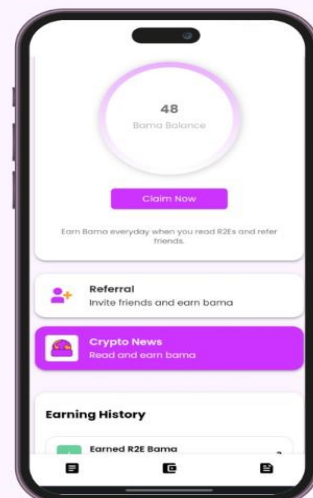 48
Bama Balance
Claim Now
Earn Bama everyday when you read R2Es and refer
friends.
Referral
Invite friends and earn bama
Crypto News
Read and earn bama
Earning History
Earned R2E Bama